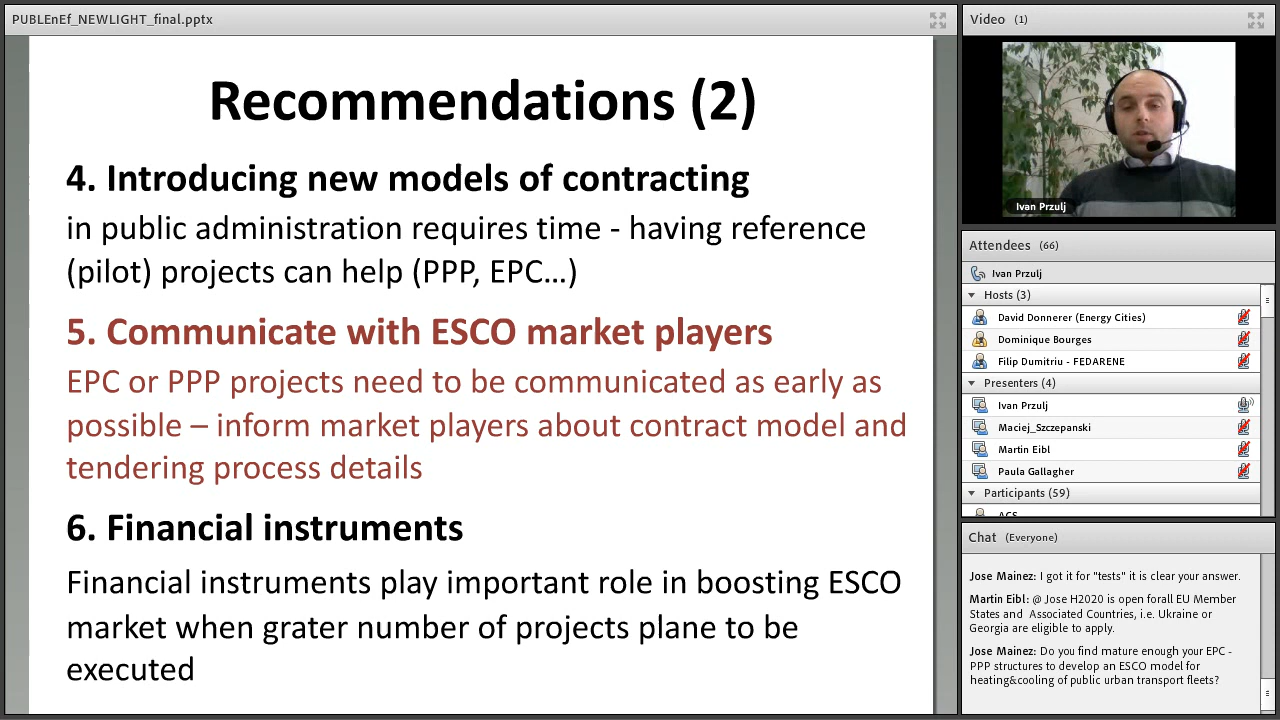 PUBLEnEf_NEWLIGHT_final.pptx
Recommendations (2)
4. Introducing new models of contracting
in public administration requires time - having reference
(pilot) projects can help (PPP, EPC…)
5. Communicate with ESCO market players
EPC or PPP projects need to be communicated as early as
possible – inform market players about contract model and
tendering process details
6. Financial instruments
Financial instruments play important role in boosting ESCO
market when grater number of projects plane to be
executed
Video (1)
Ivan Przulj
Attendees (66)
Ivan Przulj
Hosts (3)
David Donnerer (Energy Cities)
Dominique Bourges
Filip Dumitriu - FEDARENE
Presenters (4)
Ivan Przulj
Maciej_Szczepanski
Martin Eibl
Paula Gallagher
Participants (59)
Chat (Everyone)
Jose Mainez: I got it for "tests" it is clear your answer.
Martin Eibl: @ Jose H2020 is open forall EU Member
States and Associated Countries, i.e. Ukraine or
Georgia are eligible to apply.
Jose Mainez: Do you find mature enough your EPC -
PPP structures to develop an ESCO model for
heating&cooling of public urban transport fleets?